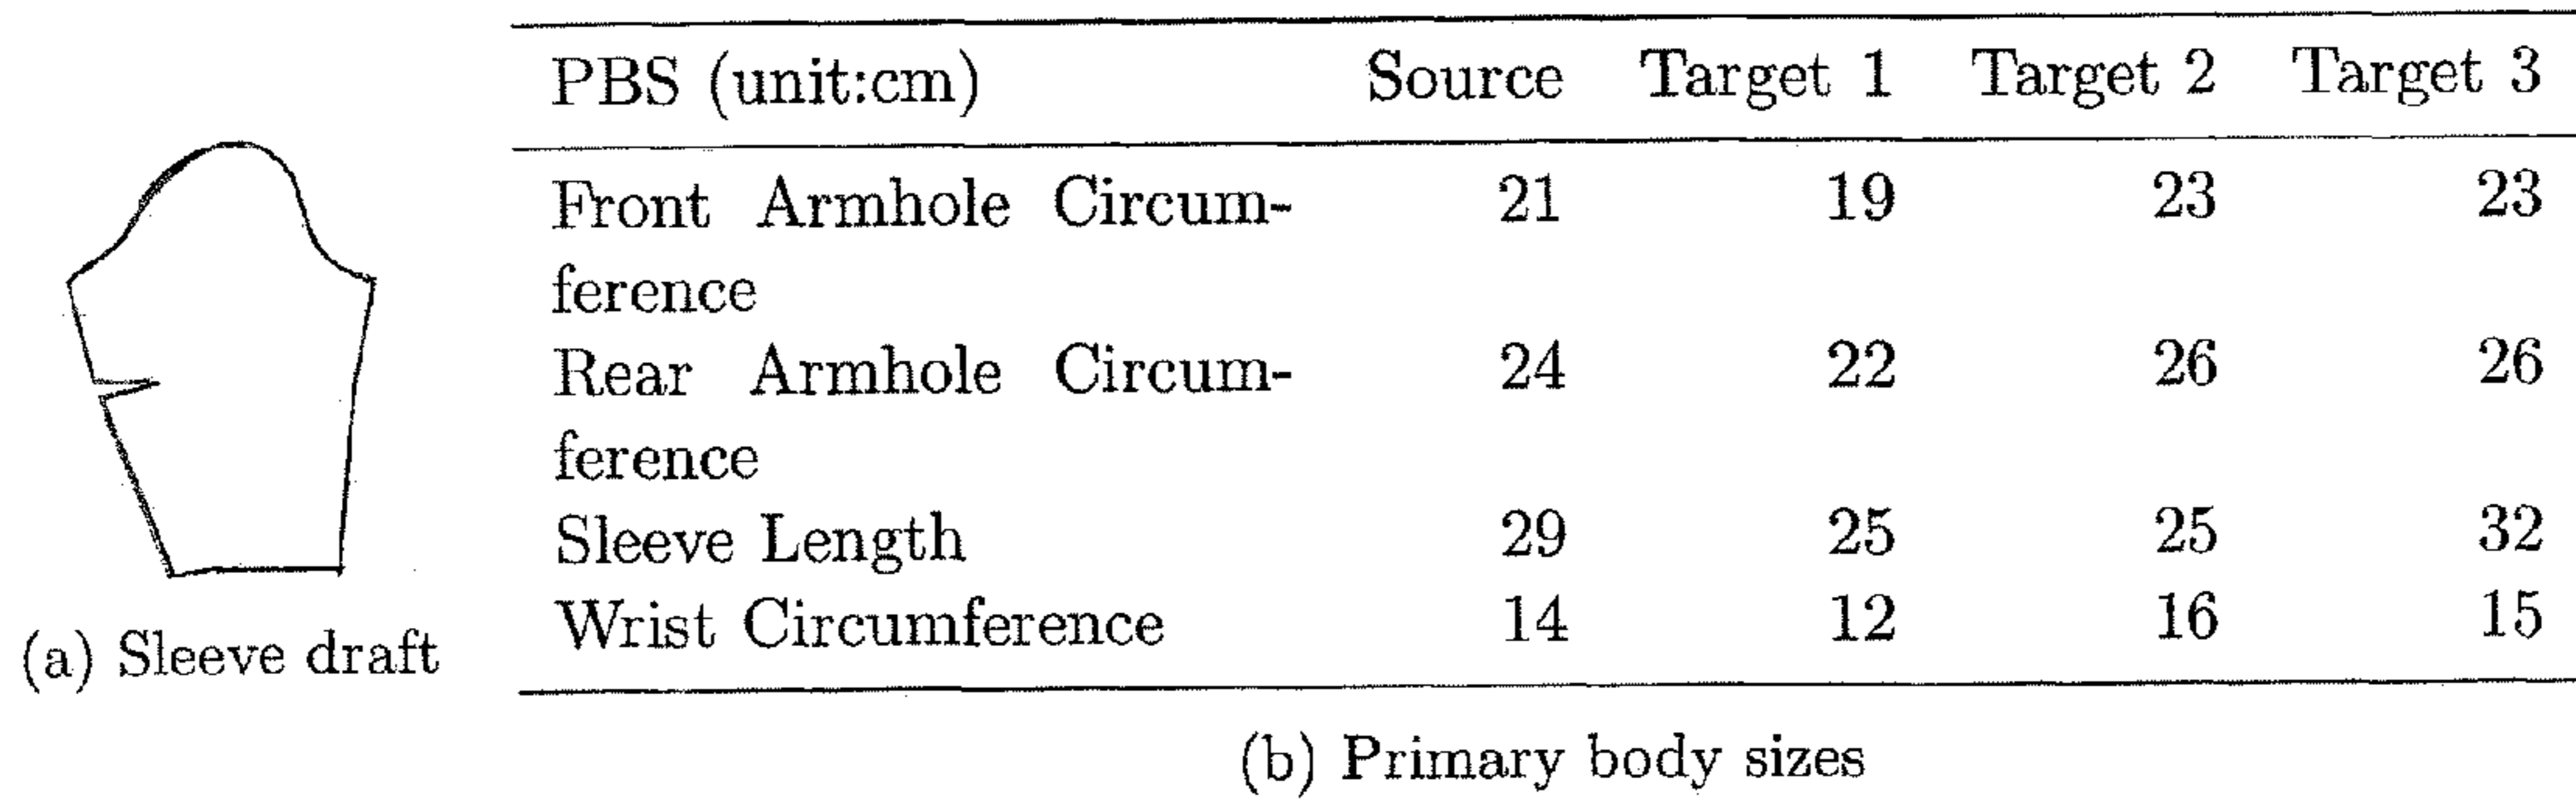 PBS (unit:cm) Source Target 1 Target 2 Target 3
Front Armhole Circum- 21 19 23 23
ference
Rear Armhole Circum- 24 22 26 26
ference
Sleeve Length 29 25 25 32
Wrist Circumference 14 12 16 15
(a) Sleeve draft
(b) Primary body sizes